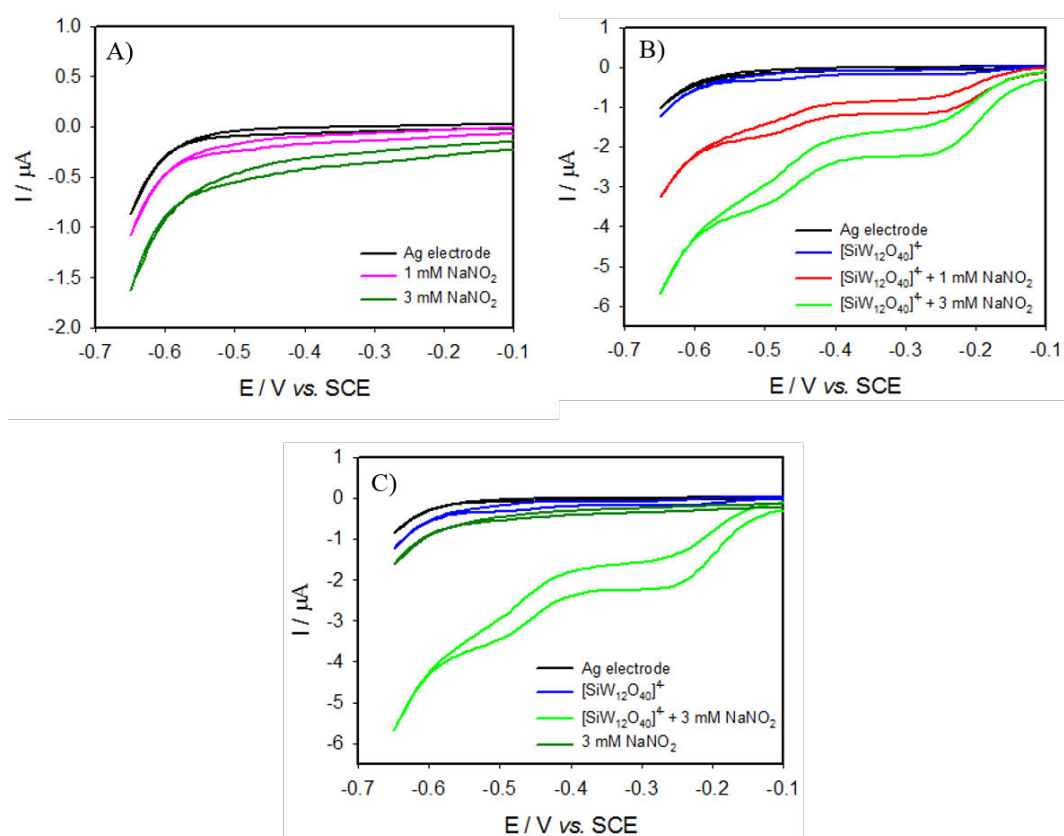 A)
I / μA
1.0
0.5
0.0
-0.5
-1.0
-1.5
-2.0
Ag electrode
1 mM NaNO₂
3 mM NaNO₂
-0.7 -0.6 -0.5 -0.4 -0.3 -0.2 -0.1
E / V vs. SCE
B)
I / μA
1
0
-1
-2
-3
-4
-5
-6
Ag electrode
[SiW₁₂O₄₀]⁴⁻
[SiW₁₂O₄₀]⁴⁻ + 1 mM NaNO₂
[SiW₁₂O₄₀]⁴⁻ + 3 mM NaNO₂
-0.7 -0.6 -0.5 -0.4 -0.3 -0.2 -0.1
E / V vs. SCE
C)
I / μA
1
0
-1
-2
-3
-4
-5
-6
Ag electrode
[SiW₁₂O₄₀]⁴⁻
[SiW₁₂O₄₀]⁴⁻ + 3 mM NaNO₂
3 mM NaNO₂
-0.7 -0.6 -0.5 -0.4 -0.3 -0.2 -0.1
E / V vs. SCE